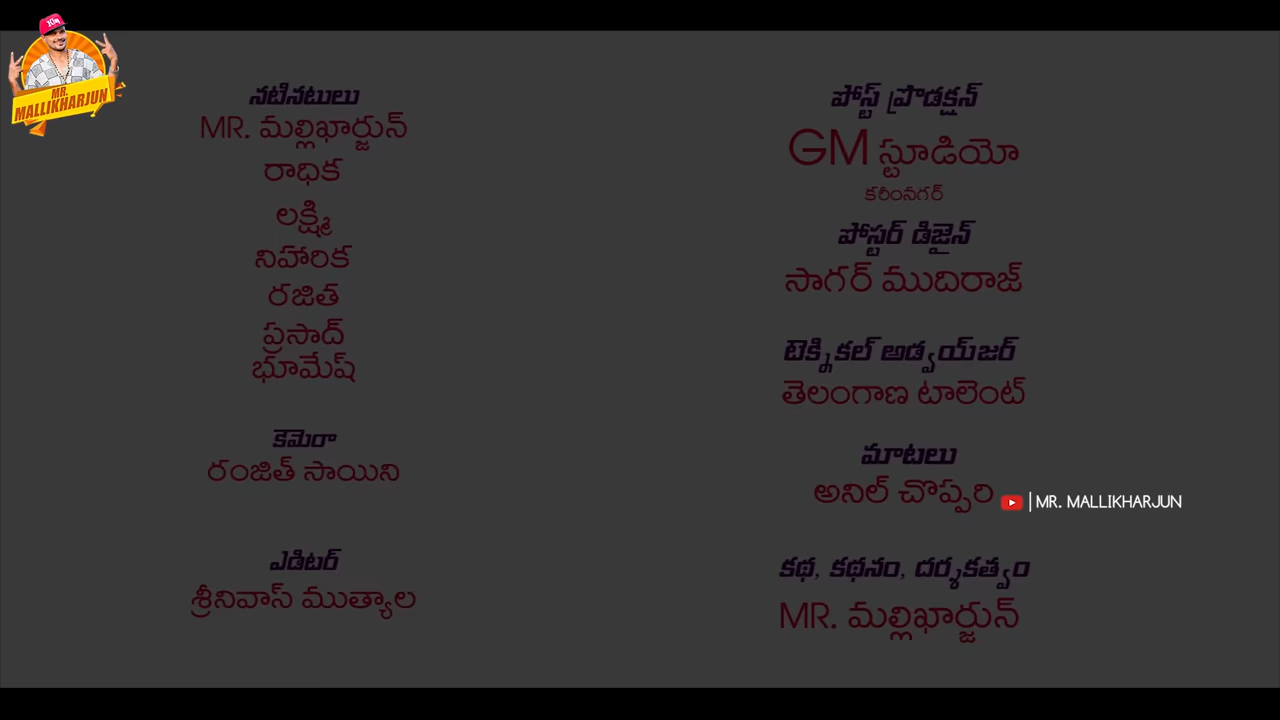 MR.
MALLIKHARJUN
నటీనటులు
MR. మల్లిఖార్జున్
రాధిక
లక్ష్మి
నిహారిక
రజిత
ప్రసాద్
భూమేష్
కెమెరా
రంజిత్ సాయిని
ఎడిటర్
శ్రీనివాస్ ముత్యాల
పోస్ట్ ప్రొడక్షన్
GM స్టూడియో
కరీంనగర్
పోస్టర్ డిజైన్
సాగర్ ముదిరాజ్
టెక్నికల్ అడ్వయ్‌జర్
తెలంగాణ టాలెంట్
మాటలు
అనిల్ చొప్పరి
| MR. MALLIKHARJUN
కథ, కథనం, దర్శకత్వం
MR. మల్లిఖార్జున్